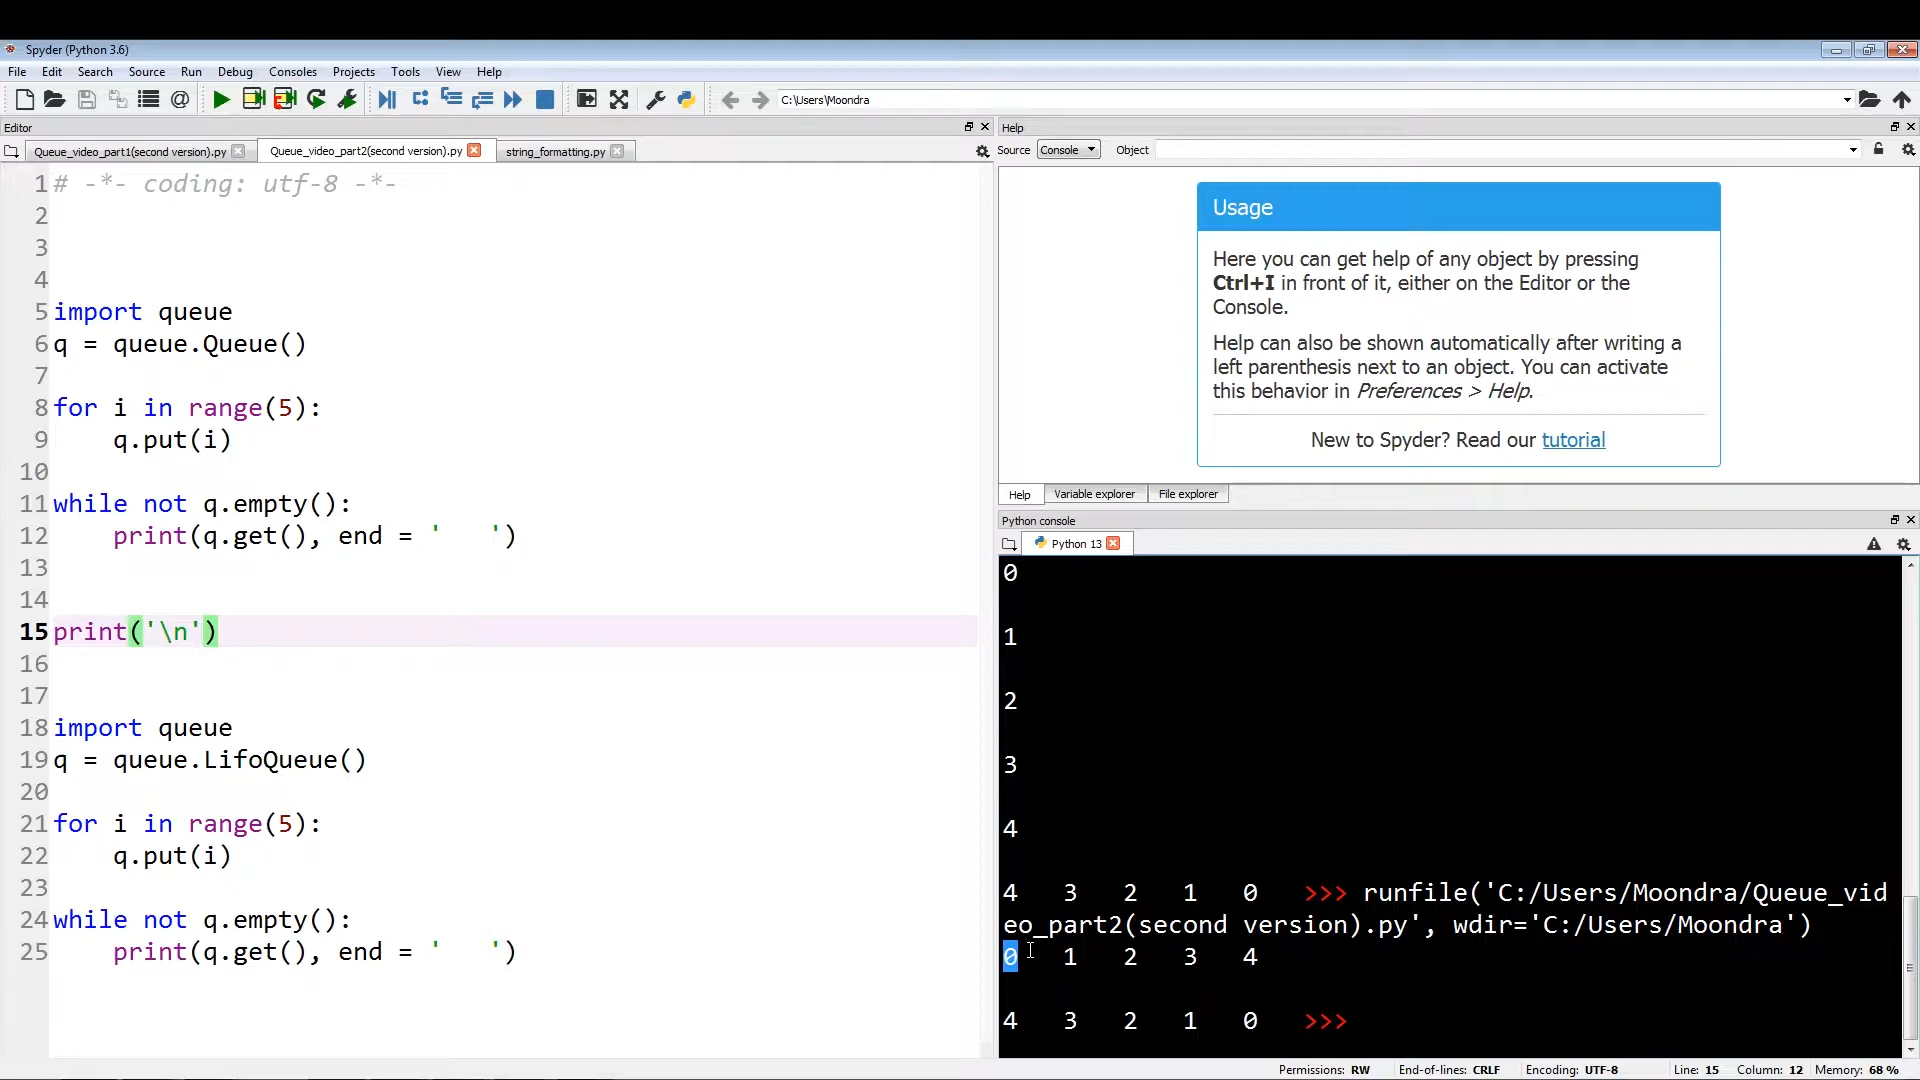 Spyder (Python 3.6)
File Edit Search Source Run Debug Consoles Projects Tools View Help
C:\Users\Moondra
Editor
Queue_video_part1(second version).py Queue_video_part2(second version).py string_formatting.py
1 # -*- coding: utf-8 -*-
2
3
4
5 import queue
6 q = queue.Queue()
7
8 for i in range(5):
9     q.put(i)
10
11 while not q.empty():
12     print(q.get(), end = '   ')
13
14
15 print('\n')
16
17
18 import queue
19 q = queue.LifoQueue()
20
21 for i in range(5):
22     q.put(i)
23
24 while not q.empty():
25     print(q.get(), end = '   ')
Help
Source Console Object
Usage
Here you can get help of any object by pressing
Ctrl+I in front of it, either on the Editor or the
Console.
Help can also be shown automatically after writing a
left parenthesis next to an object. You can activate
this behavior in Preferences > Help.
New to Spyder? Read our tutorial
Help Variable explorer File explorer
Python console
Python 13
0
1
2
3
4
4   3   2   1   0   >>> runfile('C:/Users/Moondra/Queue_vid
eo_part2(second version).py', wdir='C:/Users/Moondra')
0   1   2   3   4
4   3   2   1   0   >>>
Permissions: RW End-of-lines: CRLF Encoding: UTF-8 Line: 15 Column: 12 Memory: 68 %